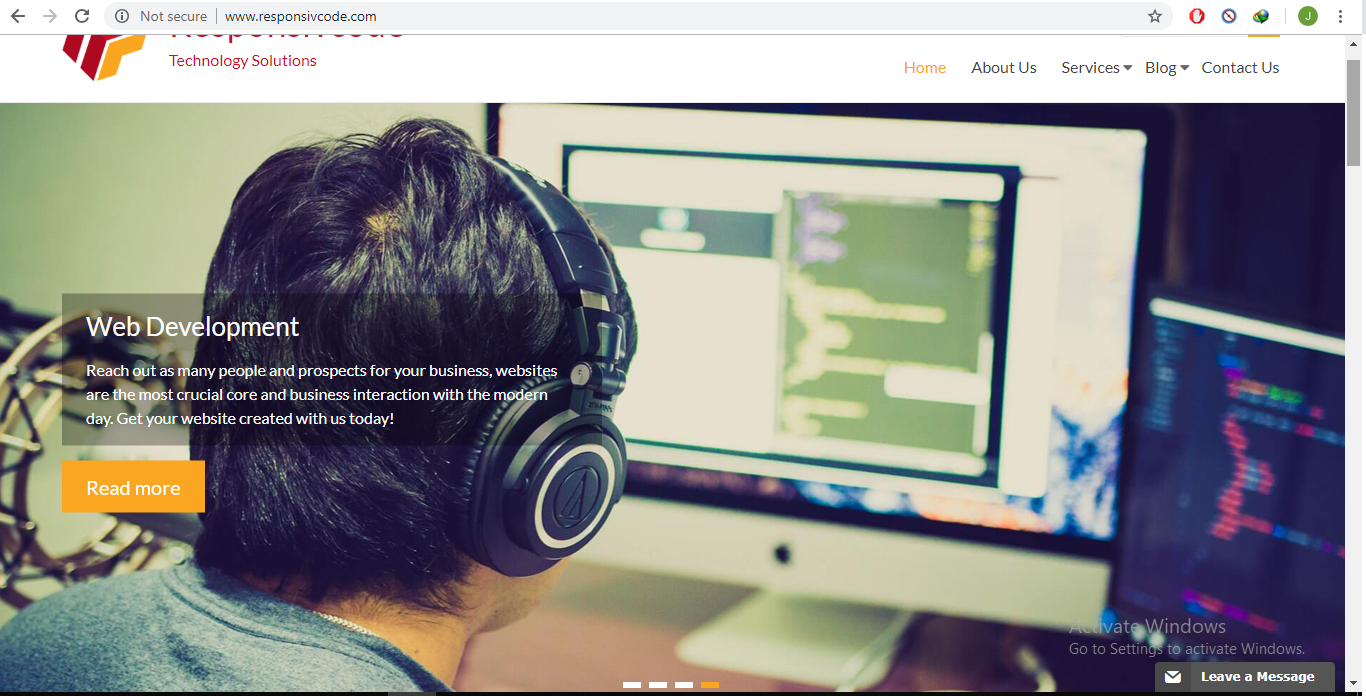 Not secure | www.responsivcode.com
J
Responsivcode
Technology Solutions
Home About Us Services Blog Contact Us
Web Development
Reach out as many people and prospects for your business, websites
are the most crucial core and business interaction with the modern
day. Get your website created with us today!
Read more
Activate Windows
Go to Settings to activate Windows.
Leave a Message